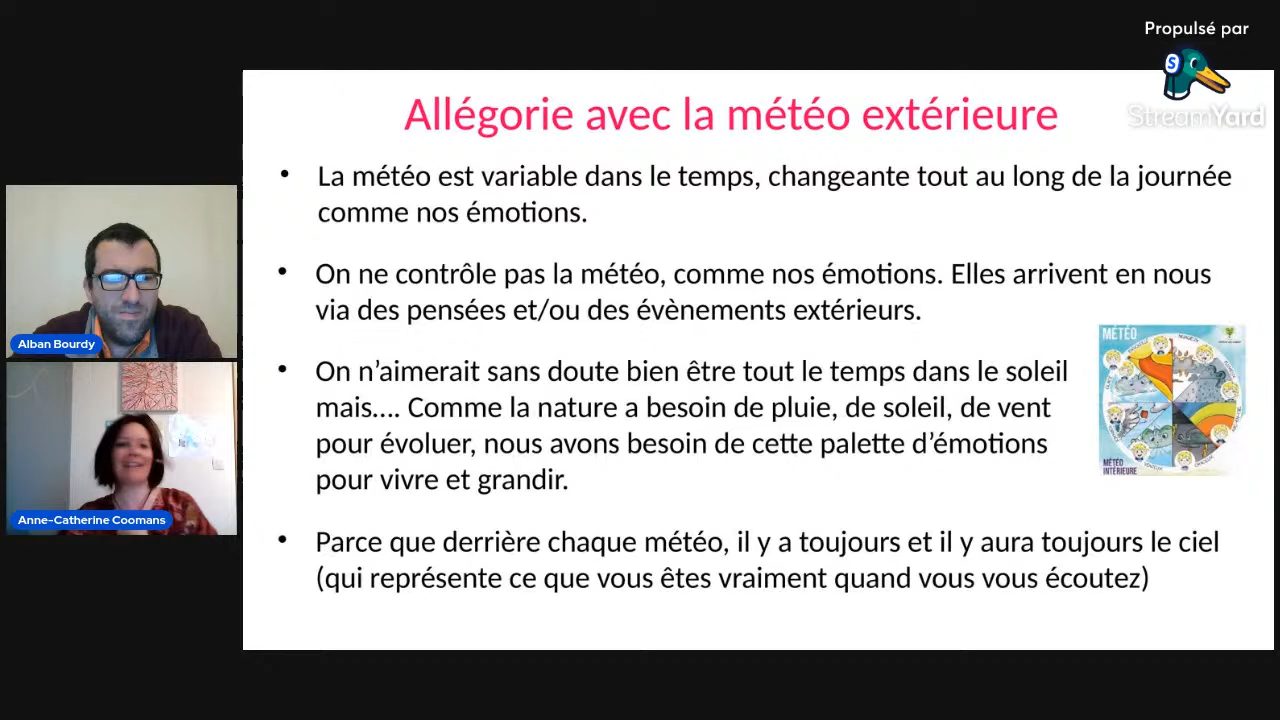 Propulsé par
StreamYard
Allégorie avec la météo extérieure
• La météo est variable dans le temps, changeante tout au long de la journée
comme nos émotions.
• On ne contrôle pas la météo, comme nos émotions. Elles arrivent en nous
via des pensées et/ou des évènements extérieurs.
• On n’aimerait sans doute bien être tout le temps dans le soleil
mais.... Comme la nature a besoin de pluie, de soleil, de vent
pour évoluer, nous avons besoin de cette palette d’émotions
pour vivre et grandir.
• Parce que derrière chaque météo, il y a toujours et il y aura toujours le ciel
(qui représente ce que vous êtes vraiment quand vous vous écoutez)
MÉTÉO
MÉTÉO
INTÉRIEURE
Alban Bourdy
Anne-Catherine Coomans